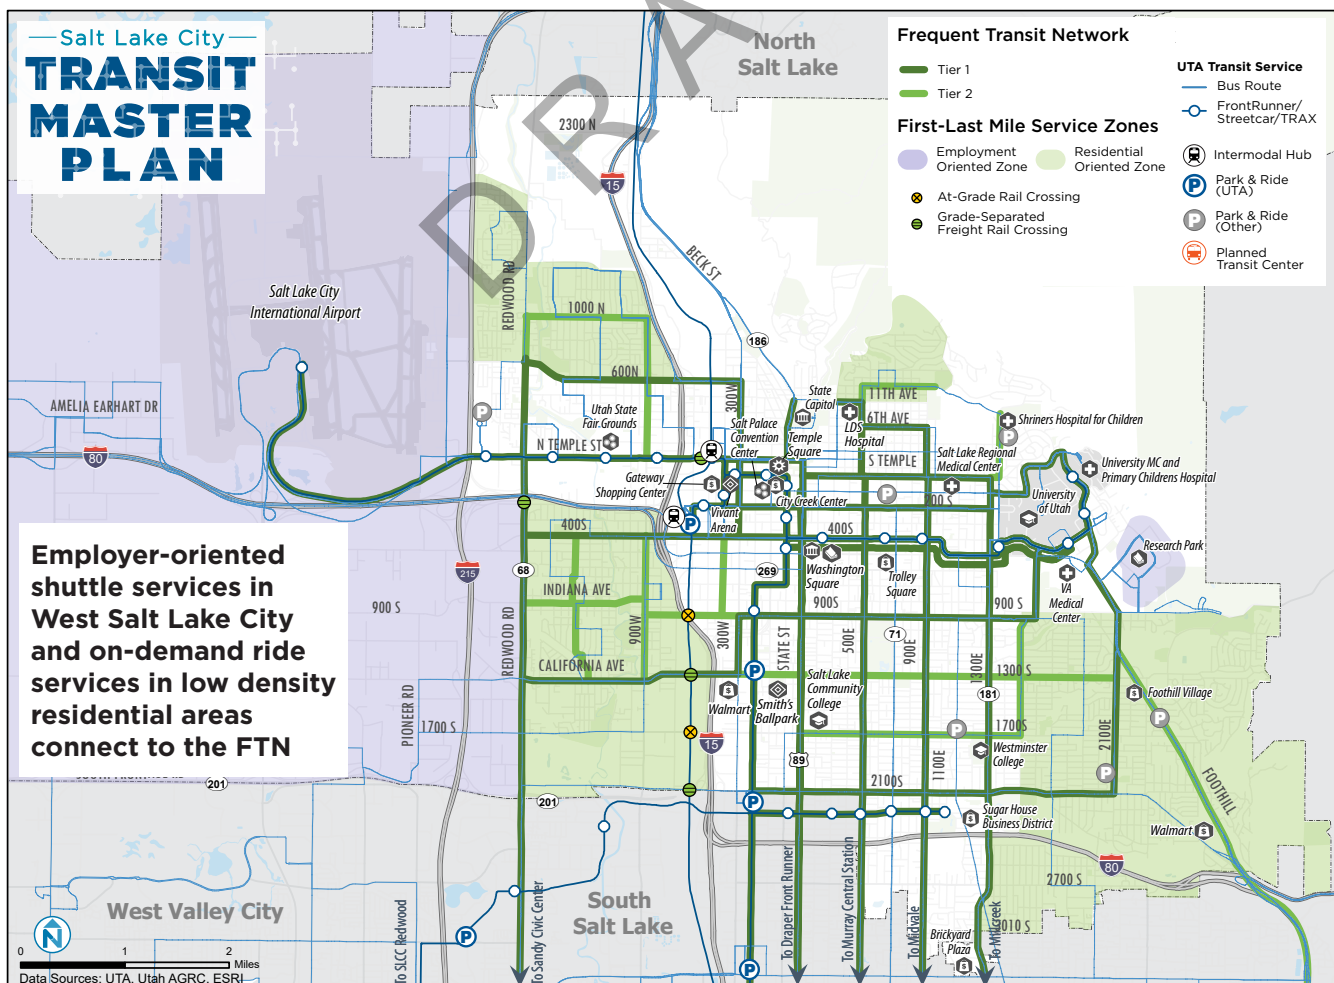 Salt Lake City
TRANSIT
MASTER
PLAN
DRA
North
Salt Lake
Frequent Transit Network
Tier 1
Tier 2
First-Last Mile Service Zones
Employment
Oriented Zone
Residential
Oriented Zone
At-Grade Rail Crossing
Grade-Separated
Freight Rail Crossing
UTA Transit Service
Bus Route
FrontRunner/
Streetcar/TRAX
Intermodal Hub
P
Park & Ride
(UTA)
P
Park & Ride
(Other)
Planned
Transit Center
2300 N
15
BECK ST
186
REDWOOD RD
1000 N
Salt Lake City
International Airport
600N
300W
State
Capitol
11TH AVE
6TH AVE
LDS
Hospital
Shriners Hospital for Children
P
AMELIA EARHART DR
80
P
Utah State
Fair Grounds
N TEMPLE ST
Salt Palace
Convention
Center
Temple
Square
S TEMPLE
Salt Lake Regional
Medical Center
University MC and
Primary Childrens Hospital
Gateway
Shopping Center
City Creek Center
P
200 S
University
of Utah
P
Vivant
Arena
400S
400S
Research Park
Washington
Square
Trolley
Square
VA
Medical
Center
Employer-oriented
shuttle services in
West Salt Lake City
and on-demand ride
services in low density
residential areas
connect to the FTN
215
68
269
INDIANA AVE
900 S
900S
900 S
REDWOOD RD
900W
300W
STATE ST
500E
71
900E
1300E
CALIFORNIA AVE
P
1300 S
181
Salt Lake
Community
College
Walmart
Smith's
Ballpark
Foothill Village
P
PIONEER RD
1700 S
15
1700S
P
1100E
Westminster
College
2100E
89
201
201
2100S
P
FOOTHILL
P
Sugar House
Business District
Walmart
80
2700 S
West Valley City
South
Salt Lake
To SLCC Redwood
To Sandy Civic Center
To Draper Front Runner
To Murray Central Station
To Midvale
To Millcreek
3010 S
Brickyard
Plaza
P
P
N
0 1 2
Miles
Data Sources: UTA, Utah AGRC, ESRI